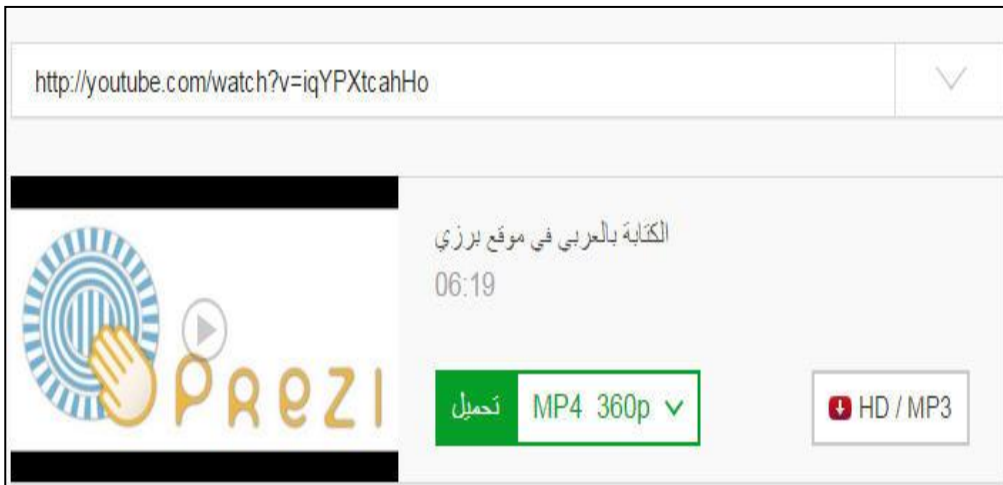 http://youtube.com/watch?v=iqYPXtcahHo
الكتابة بالعربي في موقع برزي
06:19
PReZI
تحميل MP4 360p
HD / MP3